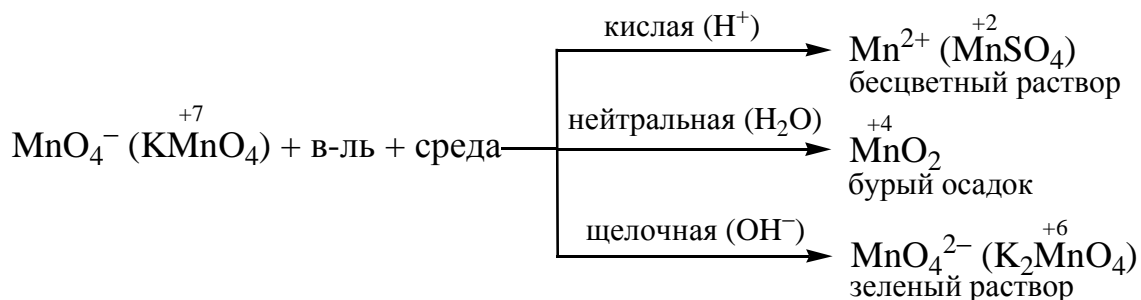 кислая (H⁺)
+2
Mn²⁺ (MnSO₄)
бесцветный раствор
+7
MnO₄⁻ (KMnO₄) + в-ль + среда
нейтральная (H₂O)
+4
MnO₂
бурый осадок
щелочная (OH⁻)
+6
MnO₄²⁻ (K₂MnO₄)
зеленый раствор